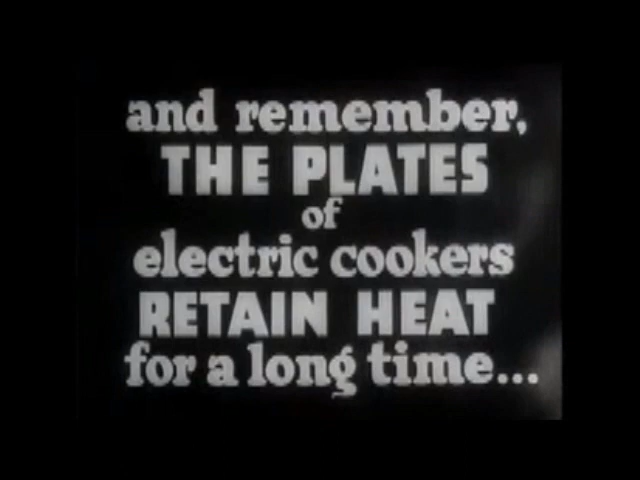 and remember,
THE PLATES
of
electric cookers
RETAIN HEAT
for a long time...